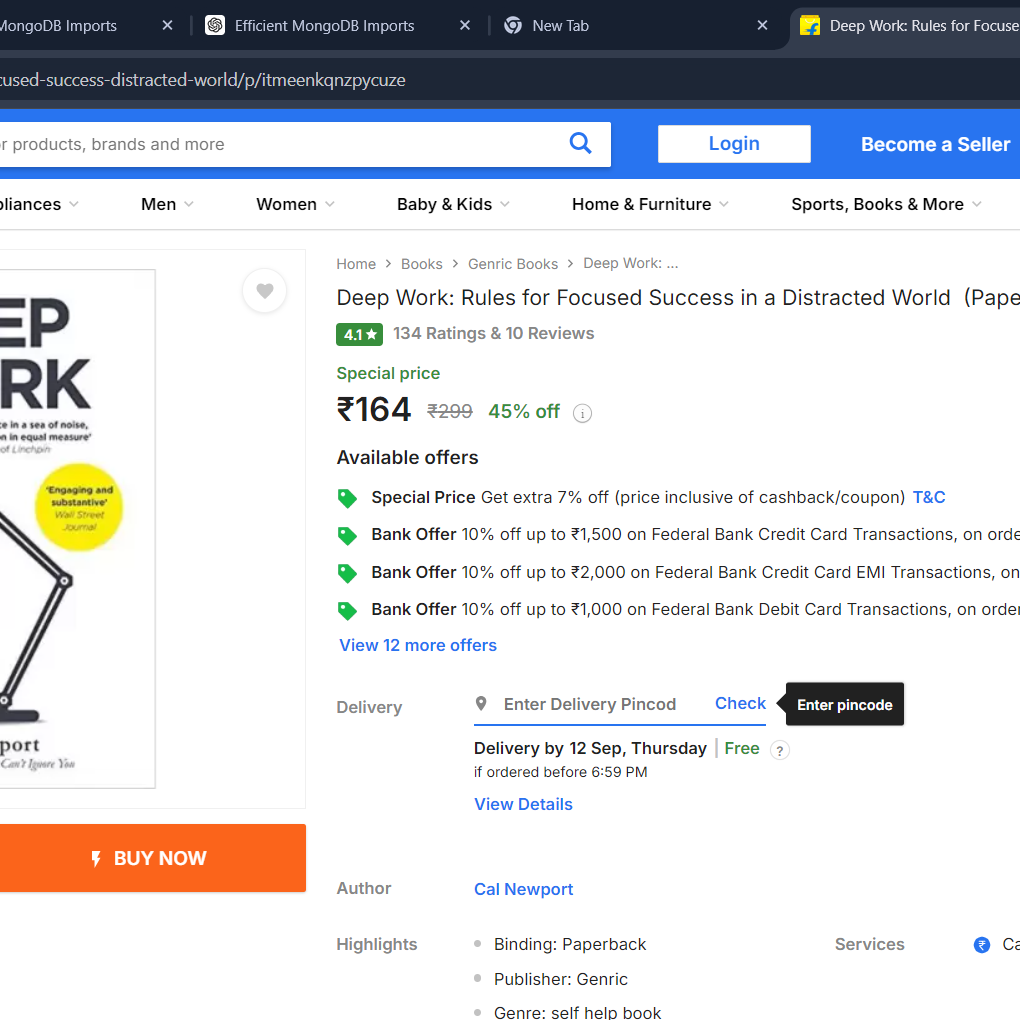 MongoDB Imports
Efficient MongoDB Imports
New Tab
Deep Work: Rules for Focuse
cused-success-distracted-world/p/itmeenkqnzpycuze
r products, brands and more
Login
Become a Seller
pliances
Men
Women
Baby & Kids
Home & Furniture
Sports, Books & More
Home > Books > Genric Books > Deep Work: ...
Deep Work: Rules for Focused Success in a Distracted World (Pape
4.1 ★ 134 Ratings & 10 Reviews
Special price
₹164 ₹299 45% off i
Available offers
Special Price Get extra 7% off (price inclusive of cashback/coupon) T&C
Bank Offer 10% off up to ₹1,500 on Federal Bank Credit Card Transactions, on orde
Bank Offer 10% off up to ₹2,000 on Federal Bank Credit Card EMI Transactions, on
Bank Offer 10% off up to ₹1,000 on Federal Bank Debit Card Transactions, on order
View 12 more offers
EP
RK
ce in a sea of noise,
n in equal measure'
of Linchpin
'Engaging and
substantive'
Wall Street
Journal
port
Can't Ignore You
BUY NOW
Delivery
Enter Delivery Pincod
Check
Enter pincode
Delivery by 12 Sep, Thursday | Free ?
if ordered before 6:59 PM
View Details
Author
Cal Newport
Highlights
Binding: Paperback
Publisher: Genric
Genre: self help book
Services
₹ Ca